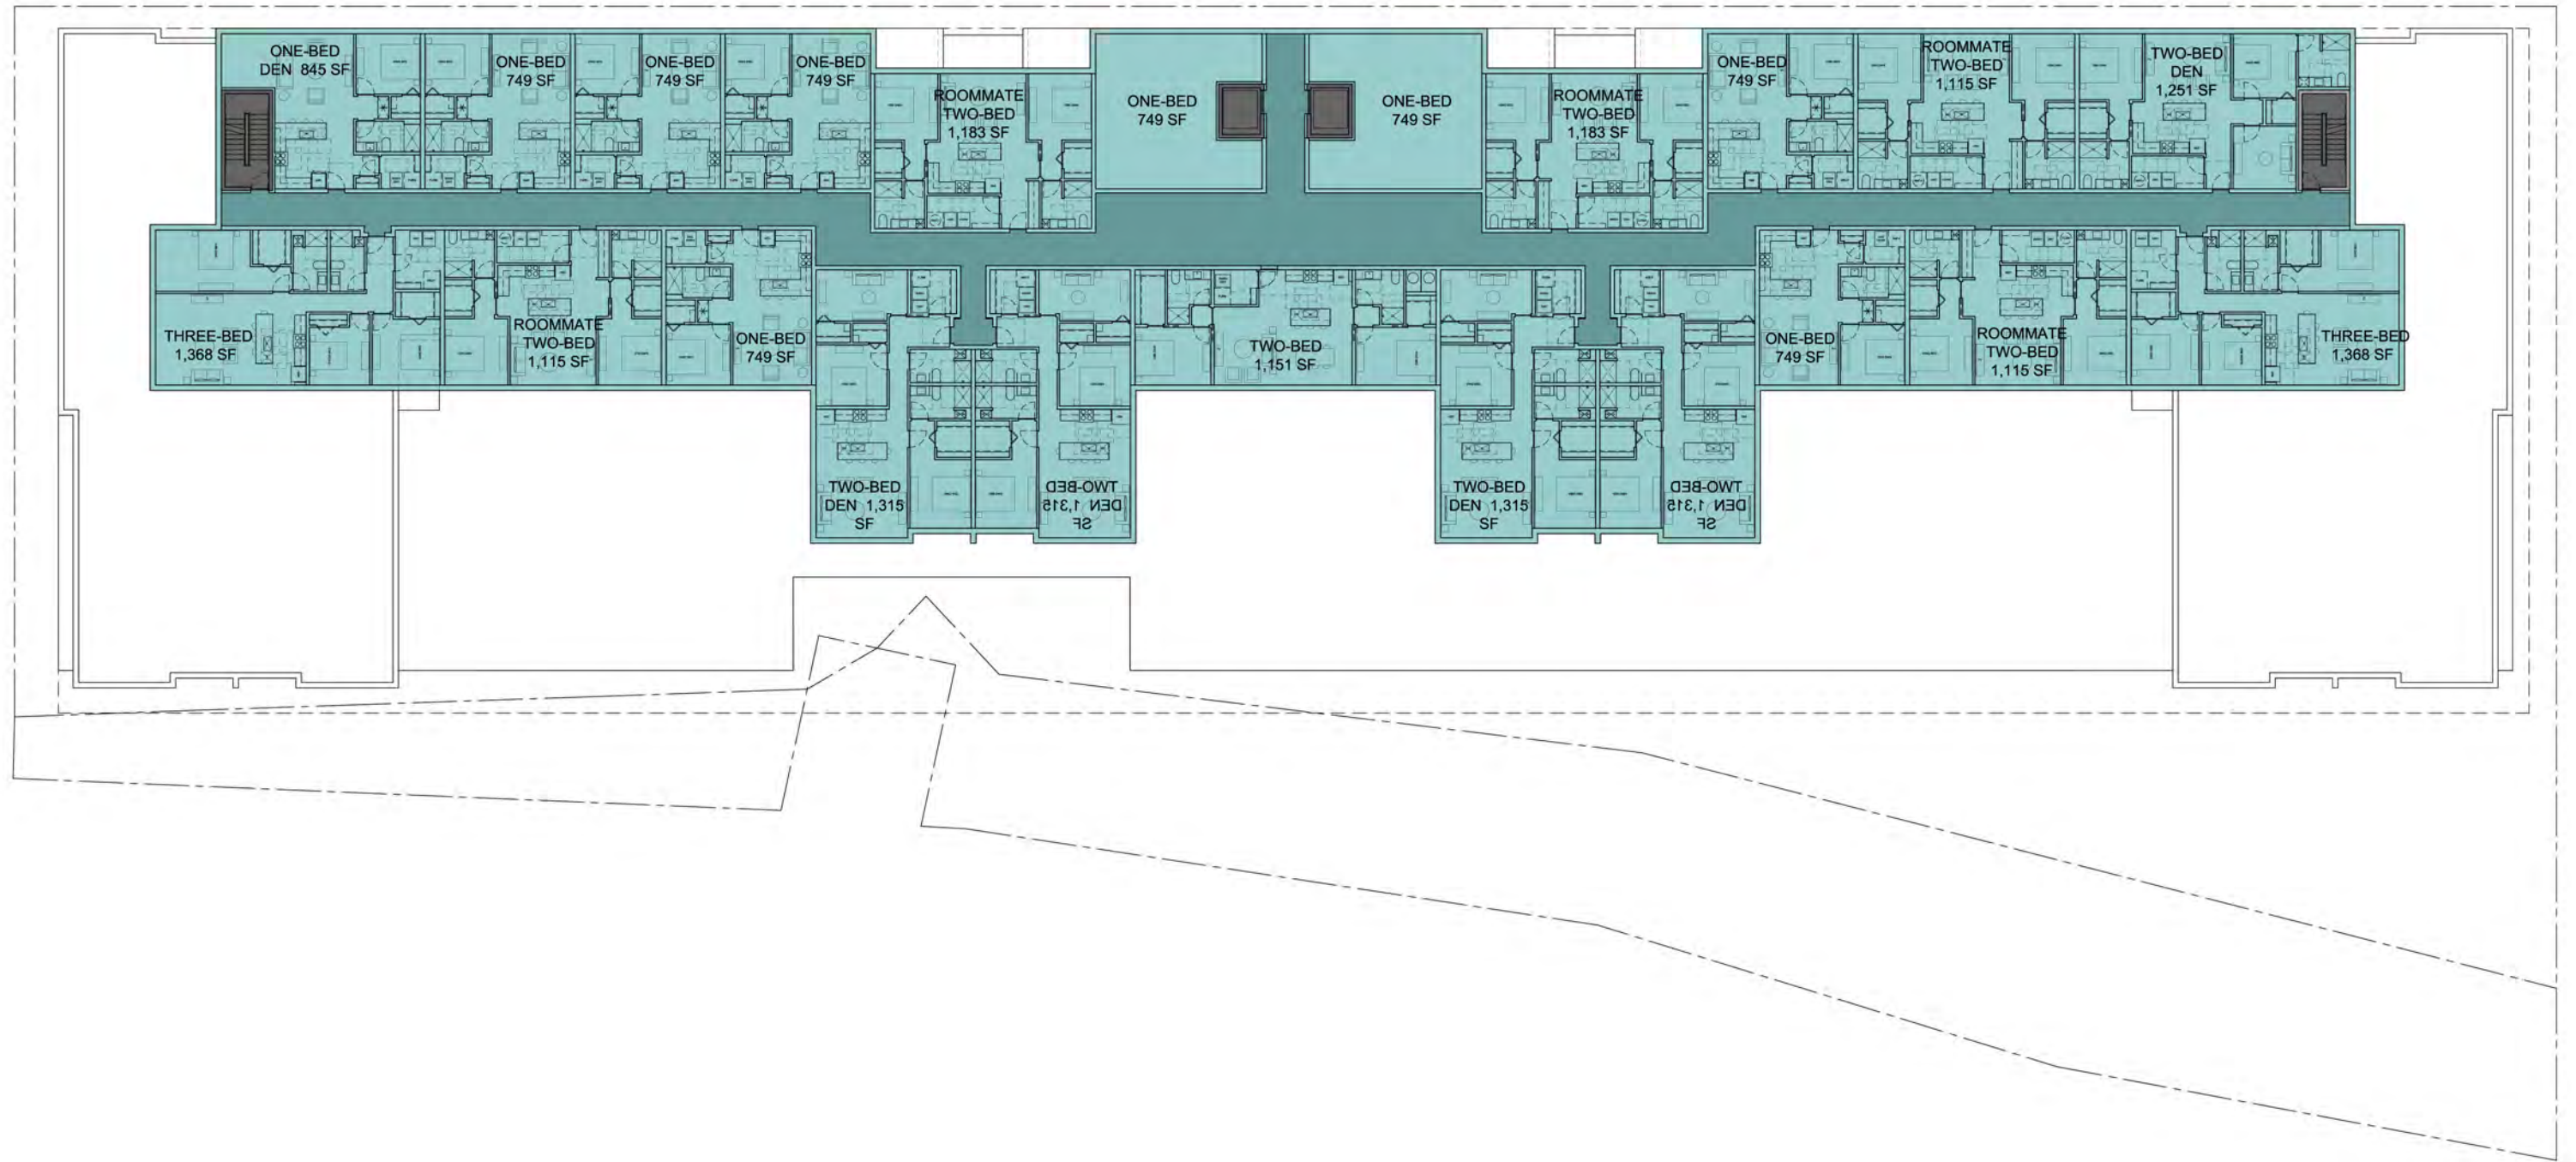 ONE-BED
DEN 845 SF
ONE-BED
749 SF
ONE-BED
749 SF
ONE-BED
749 SF
ROOMMATE
TWO-BED
1,183 SF
ONE-BED
749 SF
ONE-BED
749 SF
ROOMMATE
TWO-BED
1,183 SF
ONE-BED
749 SF
ROOMMATE
TWO-BED
1,115 SF
TWO-BED
DEN
1,251 SF
THREE-BED
1,368 SF
ROOMMATE
TWO-BED
1,115 SF
ONE-BED
749 SF
TWO-BED
1,151 SF
ONE-BED
749 SF
ROOMMATE
TWO-BED
1,115 SF
THREE-BED
1,368 SF
TWO-BED
DEN 1,315
SF
TWO-BED
DEN 1,315
SF
TWO-BED
DEN 1,315
SF
TWO-BED
DEN 1,315
SF